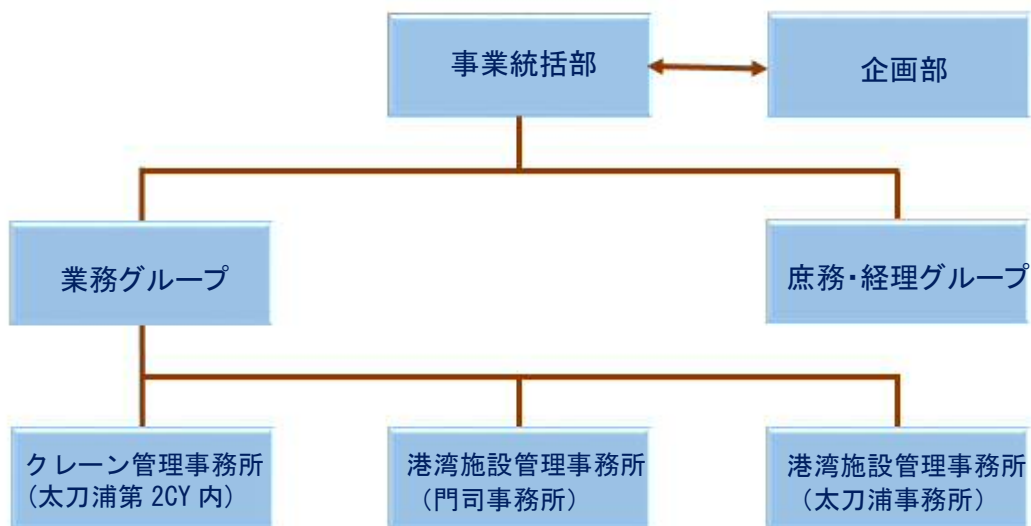 事業統括部
企画部
業務グループ
庶務・経理グループ
クレーン管理事務所
(太刀浦第 2CY 内)
港湾施設管理事務所
(門司事務所)
港湾施設管理事務所
(太刀浦事務所)